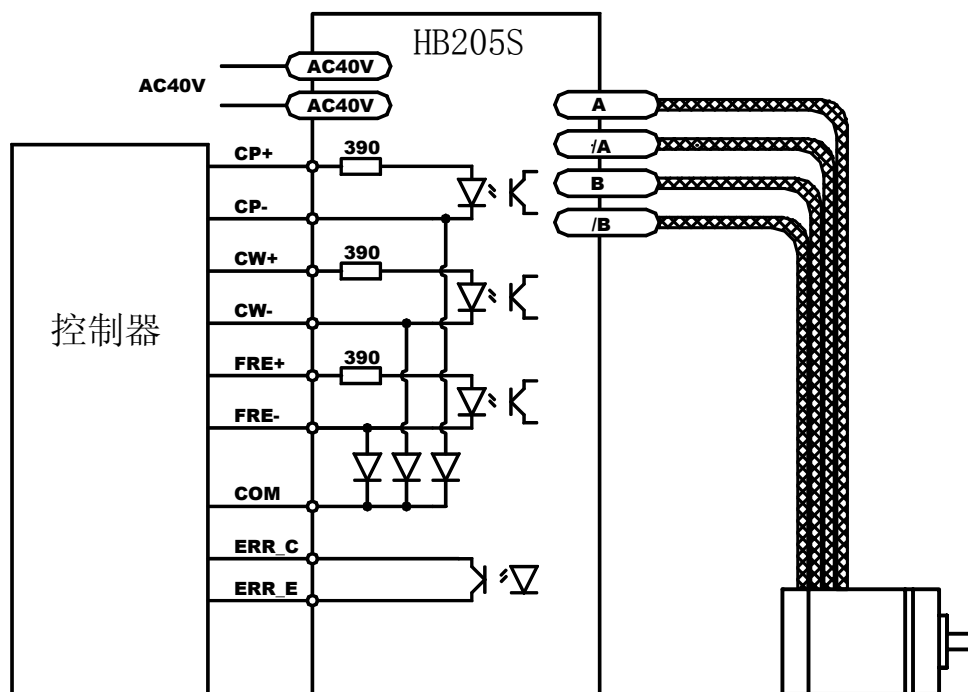 HB205S
AC40V
AC40V
AC40V
A
/A
B
/B
控制器
CP+
390
CP-
CW+
390
CW-
FRE+
390
FRE-
COM
ERR_C
ERR_E